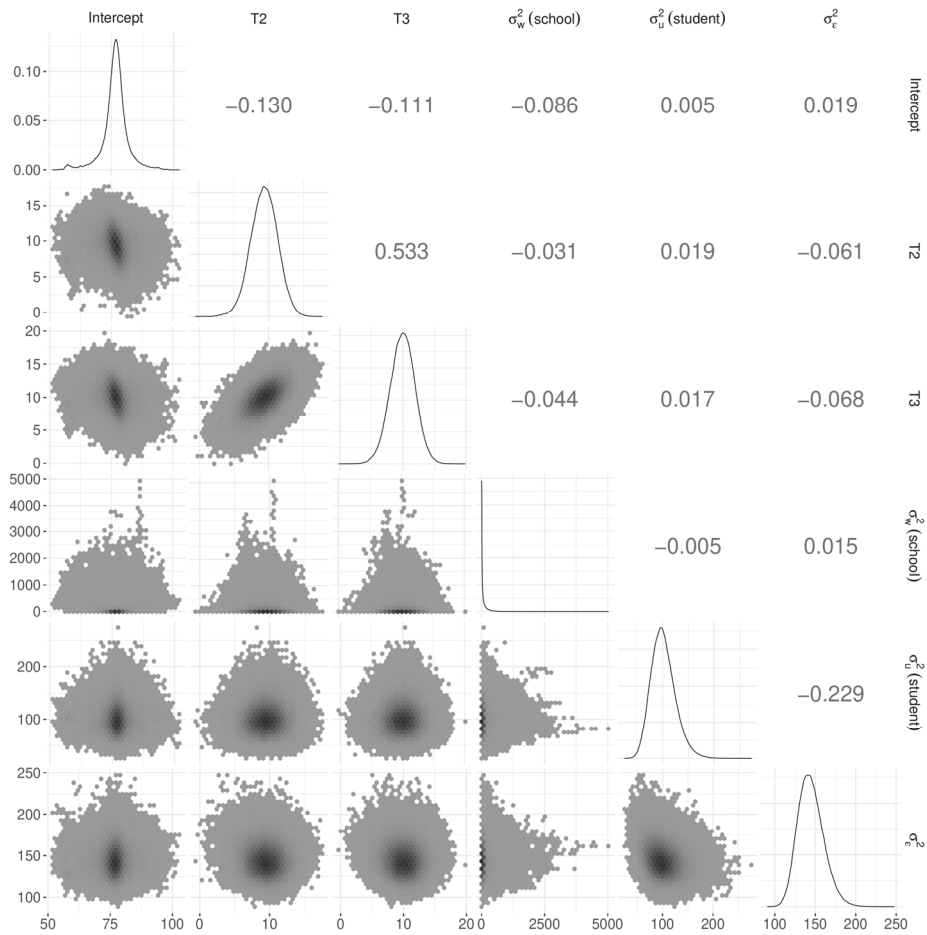 Intercept T2 T3 σ²w (school) σ²u (student) σ²ε
0.10
0.05
0.00
−0.130 −0.111 −0.086 0.005 0.019
Intercept
15
10
5
0
0.533 −0.031 0.019 −0.061
T2
20
15
10
5
0
−0.044 0.017 −0.068
T3
5000
4000
3000
2000
1000
0
−0.005 0.015
σ²w (school)
200
100
−0.229
σ²u (student)
250
200
150
100
σ²ε
50 75 100 0 10 0 10 20 0 2500 5000 100 200 100 150 200 250